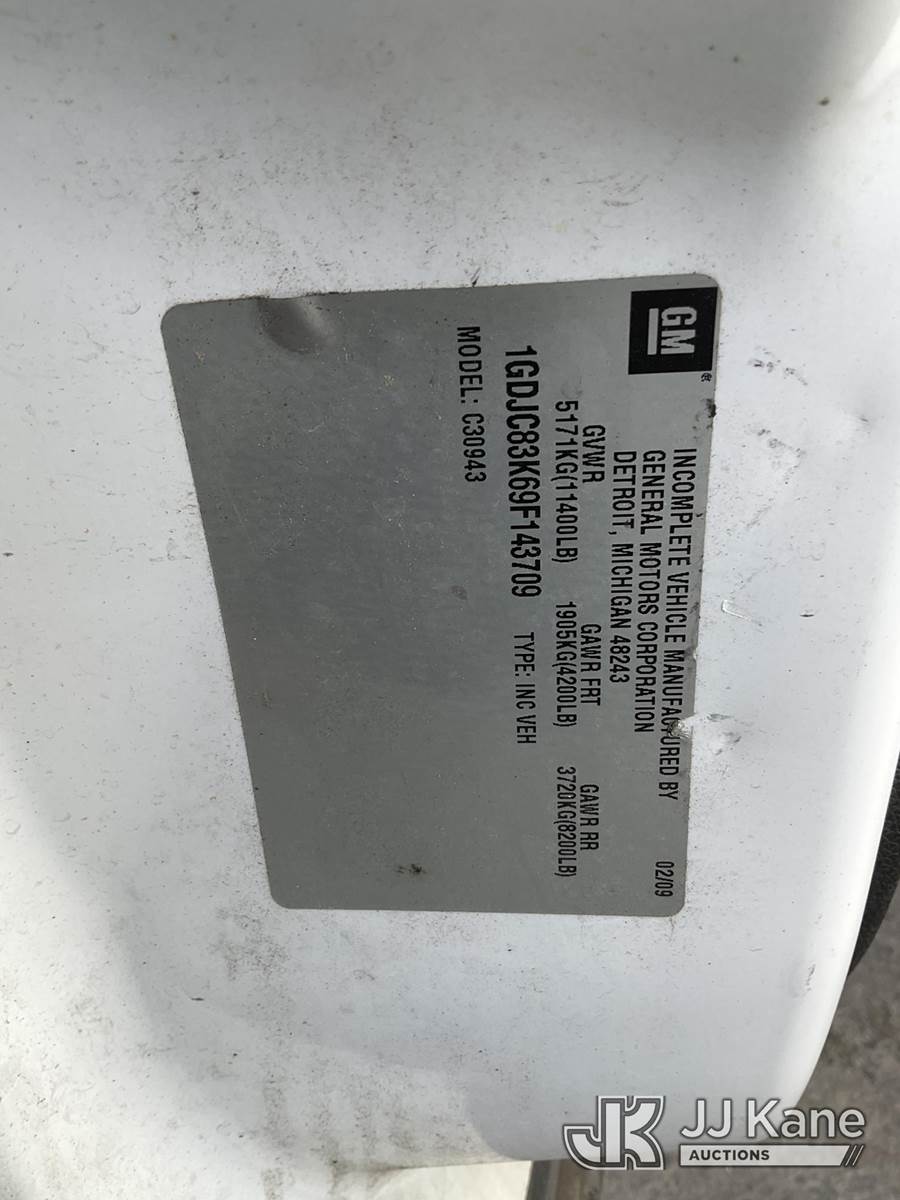 GM
INCOMPLETE VEHICLE MANUFACTURED BY 02/09
GENERAL MOTORS CORPORATION
DETROIT, MICHIGAN 48243
GVWR GAWR FRT GAWR RR
5171KG(11400LB) 1905KG(4200LB) 3720KG(8200LB)
1GDJC83K69F143709 TYPE: INC VEH
MODEL: C30943
JK JJ Kane
AUCTIONS